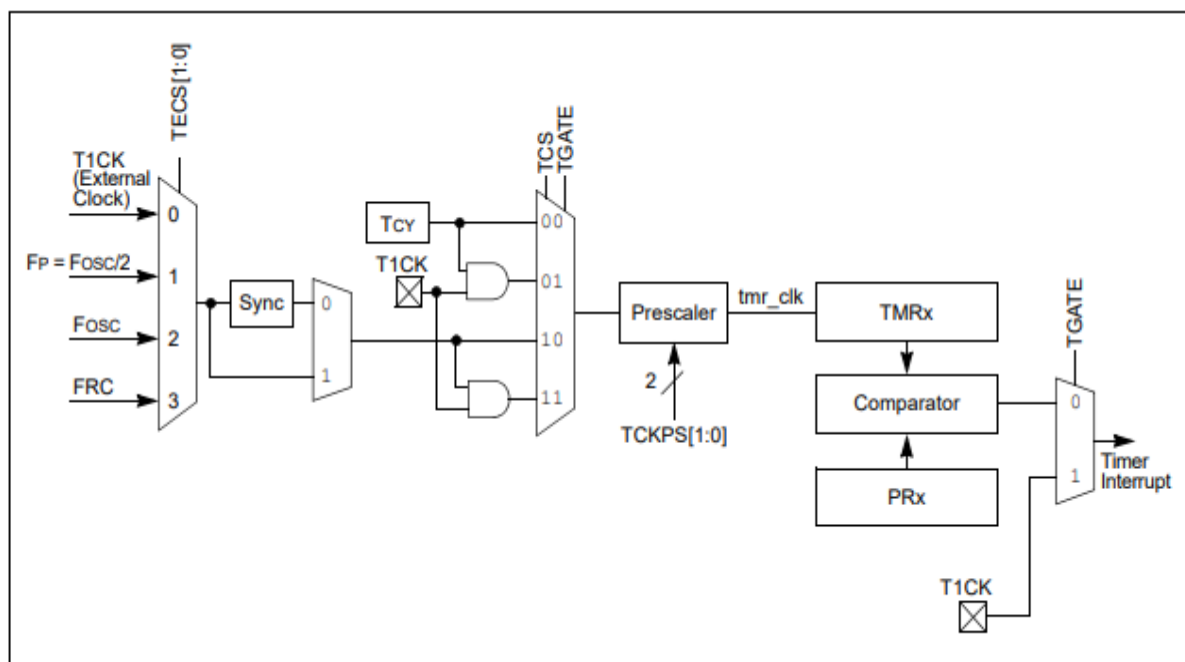 TECS[1:0]
T1CK
(External
Clock)
0
FP = FOSC/2
1
FOSC
2
FRC
3
Sync
0
1
TCY
T1CK
TCS
TGATE
00
01
10
11
Prescaler
2
TCKPS[1:0]
tmr_clk
TMRx
Comparator
PRx
TGATE
0
1
Timer
Interrupt
T1CK